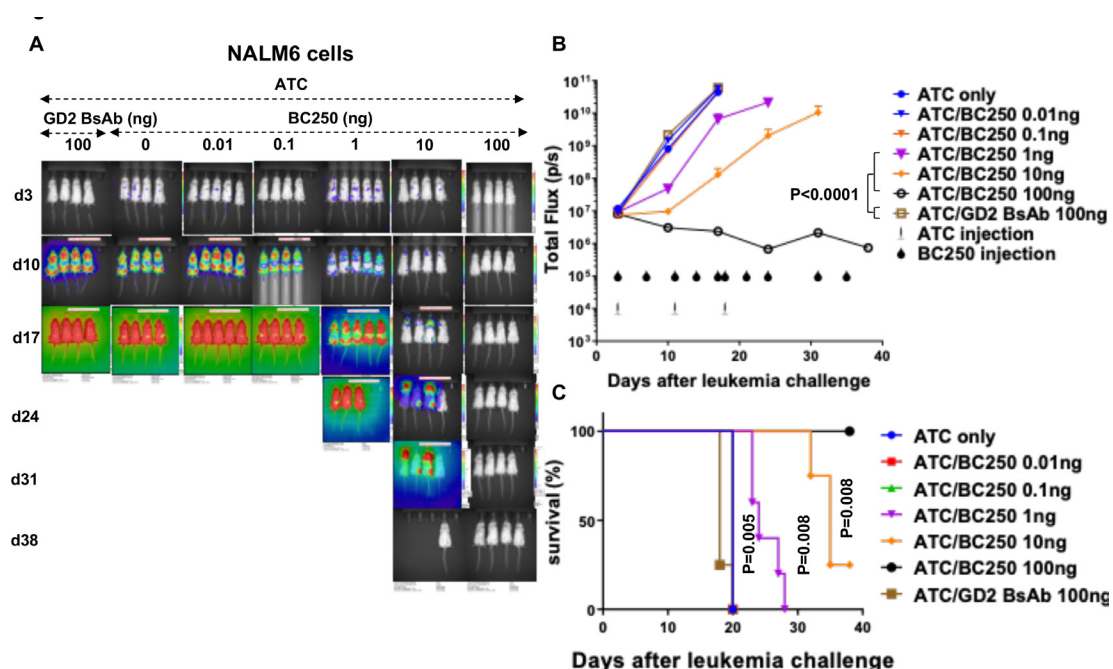 A
NALM6 cells
ATC
GD2 BsAb (ng)
BC250 (ng)
100 0 0.01 0.1 1 10 100
d3
d10
d17
d24
d31
d38
B
Total Flux (p/s)
10¹¹
10¹⁰
10⁹
10⁸
10⁷
10⁶
10⁵
10⁴
10³
0 10 20 30 40
Days after leukemia challenge
ATC only
ATC/BC250 0.01ng
ATC/BC250 0.1ng
ATC/BC250 1ng
ATC/BC250 10ng
ATC/BC250 100ng
ATC/GD2 BsAb 100ng
ATC injection
BC250 injection
P<0.0001
C
survival (%)
100
50
0
0 20 30 40
P=0.005
P=0.008
P=0.008
Days after leukemia challenge
ATC only
ATC/BC250 0.01ng
ATC/BC250 0.1ng
ATC/BC250 1ng
ATC/BC250 10ng
ATC/BC250 100ng
ATC/GD2 BsAb 100ng